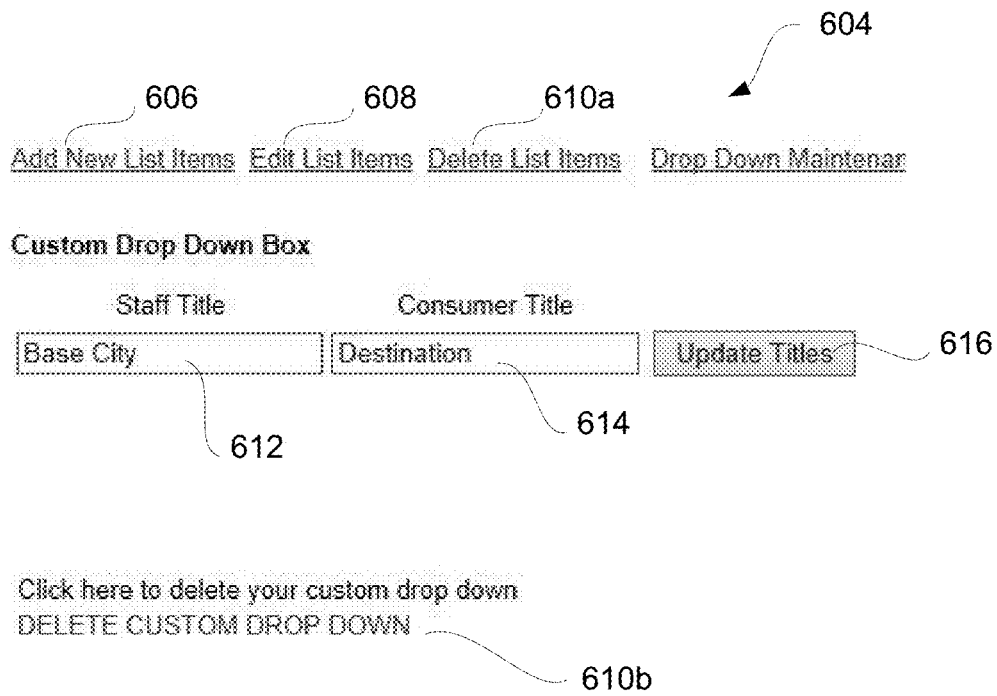 604
606 608 610a
Add New List Items Edit List Items Delete List Items Drop Down Maintenan
Custom Drop Down Box
Staff Title Consumer Title
Base City Destination Update Titles 616
612 614
Click here to delete your custom drop down
DELETE CUSTOM DROP DOWN
610b